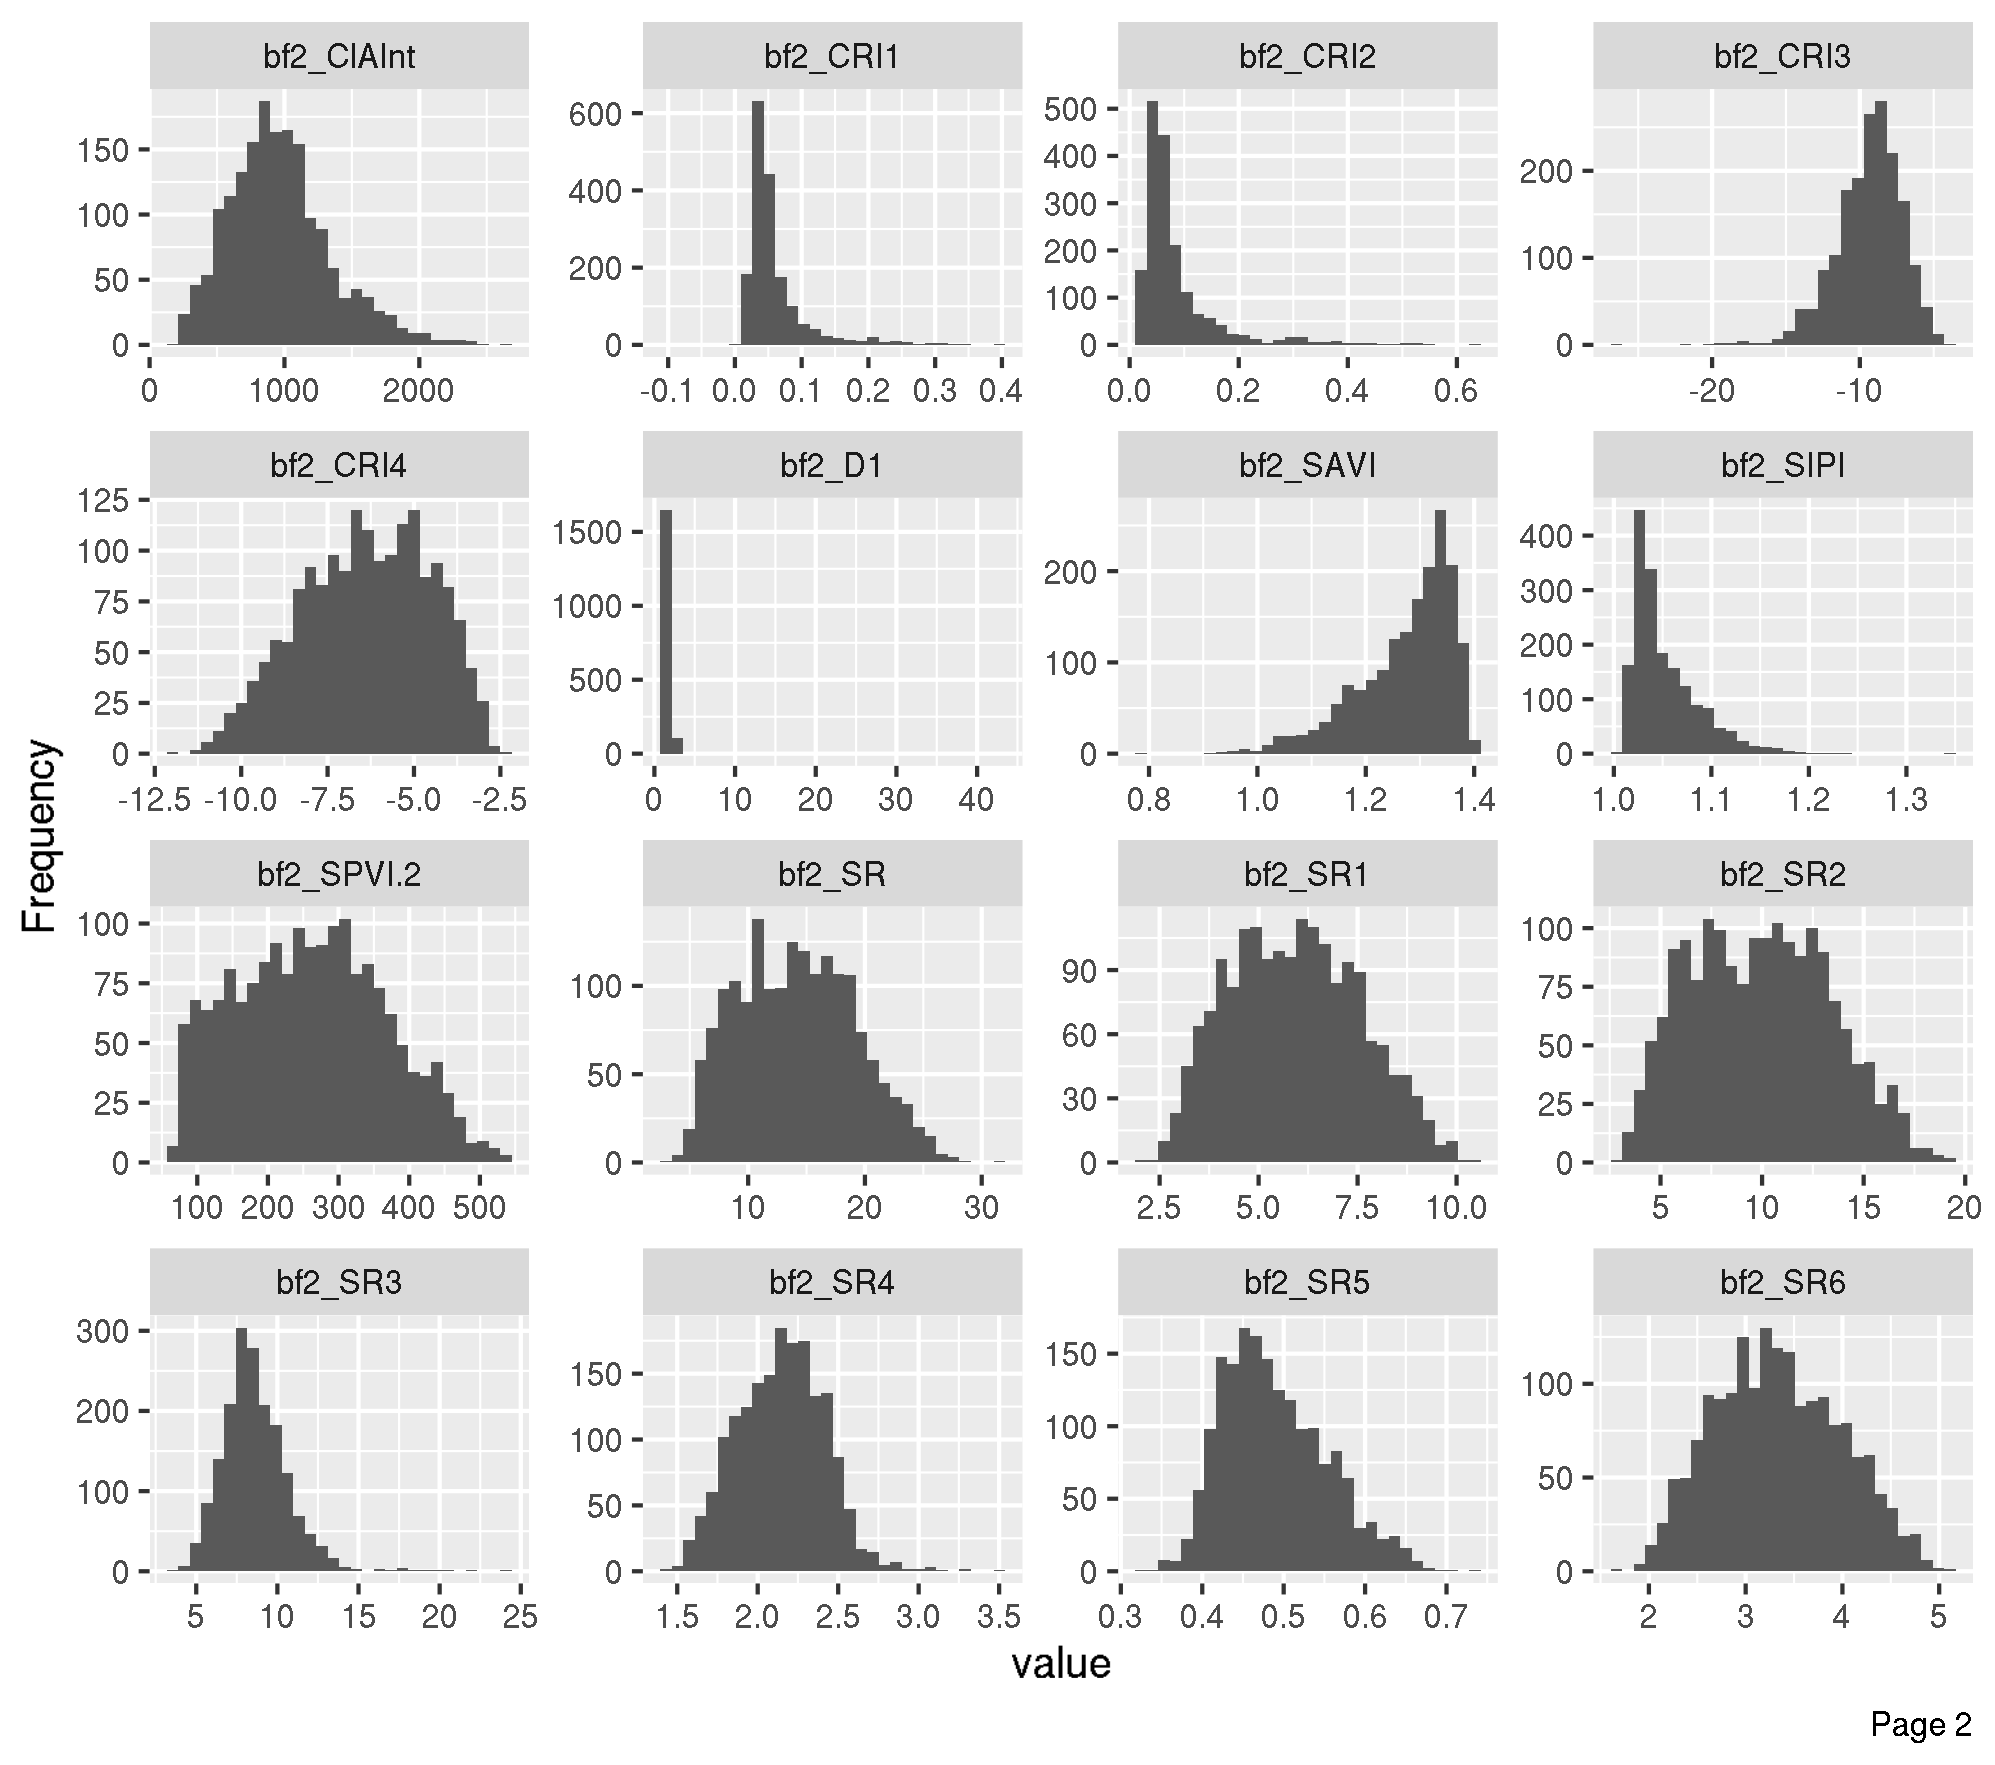 bf2_ClAInt bf2_CRI1 bf2_CRI2 bf2_CRI3
150 100 50 0
0 1000 2000
600 400 200 0
-0.1 0.0 0.1 0.2 0.3 0.4
500 400 300 200 100 0
0.0 0.2 0.4 0.6
200 100 0
-20 -10
bf2_CRI4 bf2_D1 bf2_SAVI bf2_SIPI
125 100 75 50 25 0
-12.5 -10.0 -7.5 -5.0 -2.5
1500 1000 500 0
0 10 20 30 40
200 100 0
0.8 1.0 1.2 1.4
400 300 200 100 0
1.0 1.1 1.2 1.3
bf2_SPVI.2 bf2_SR bf2_SR1 bf2_SR2
100 75 50 25 0
100 200 300 400 500
100 50 0
10 20 30
90 60 30 0
2.5 5.0 7.5 10.0
100 75 50 25 0
5 10 15 20
bf2_SR3 bf2_SR4 bf2_SR5 bf2_SR6
300 200 100 0
5 10 15 20 25
150 100 50 0
1.5 2.0 2.5 3.0 3.5
150 100 50 0
0.3 0.4 0.5 0.6 0.7
100 50 0
2 3 4 5
Frequency
value
Page 2